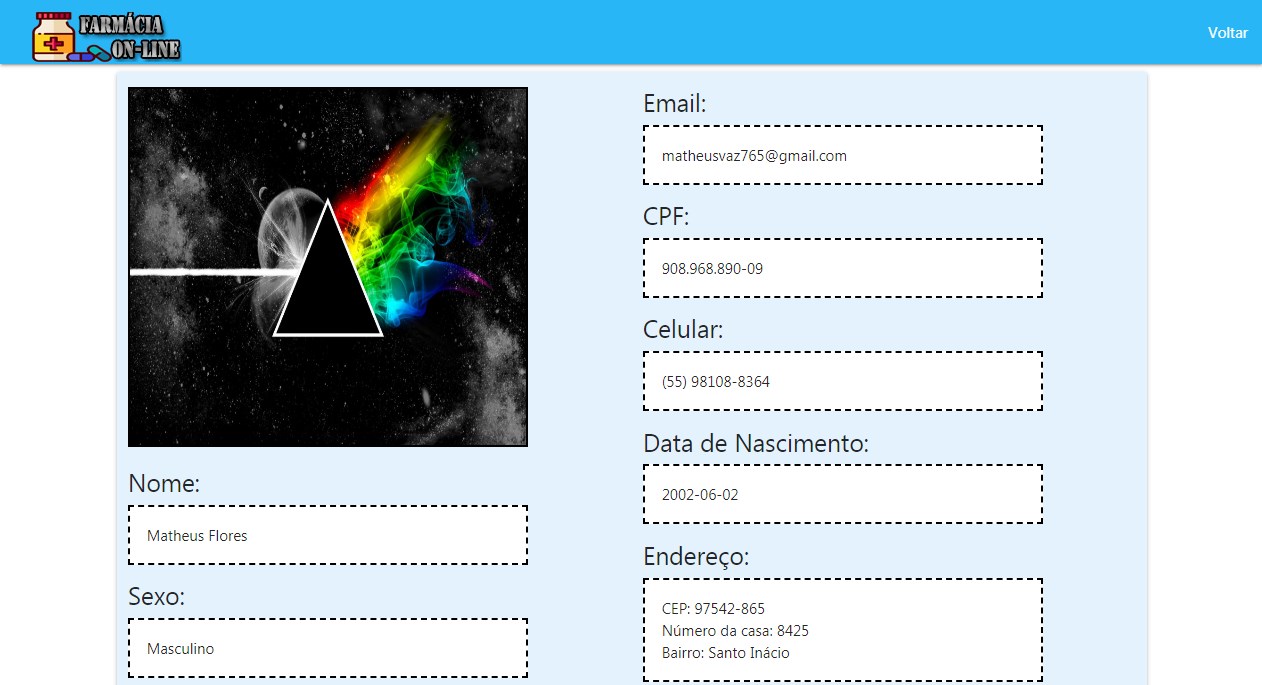 FARMÁCIA
ON-LINE
Voltar
Nome:
Matheus Flores
Sexo:
Masculino
Email:
matheusvaz765@gmail.com
CPF:
908.968.890-09
Celular:
(55) 98108-8364
Data de Nascimento:
2002-06-02
Endereço:
CEP: 97542-865
Número da casa: 8425
Bairro: Santo Inácio